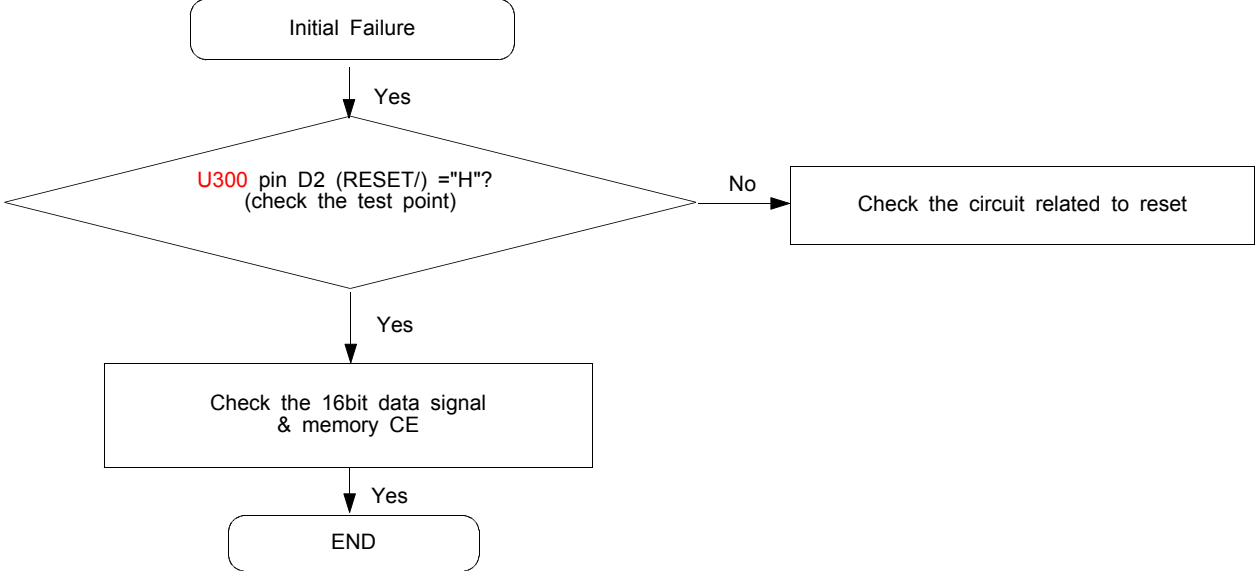 Initial Failure
Yes
U300 pin D2 (RESET/) ="H"?
(check the test point)
No
Check the circuit related to reset
Yes
Check the 16bit data signal
& memory CE
Yes
END